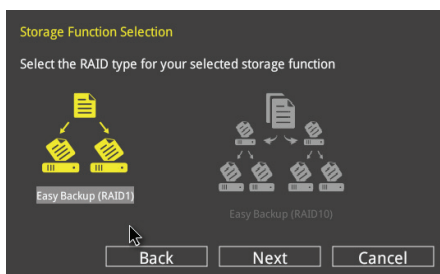 Storage Function Selection
Select the RAID type for your selected storage function
Easy Backup (RAID1)
Easy Backup (RAID10)
Back
Next
Cancel